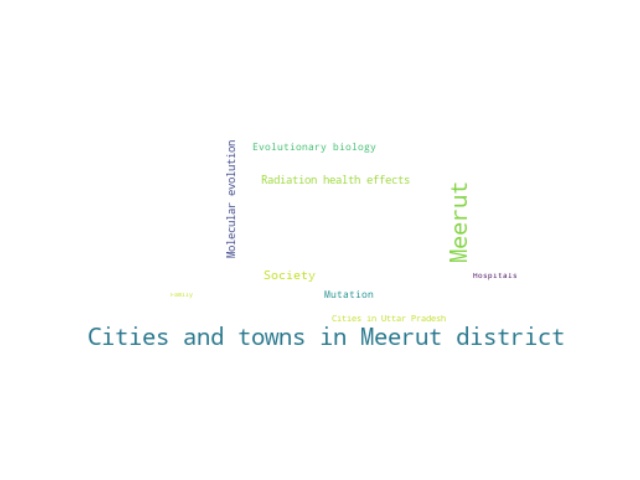 Evolutionary biology
Molecular evolution
Radiation health effects
Meerut
Society
Hospitals
Mutation
Cities in Uttar Pradesh
Cities and towns in Meerut district